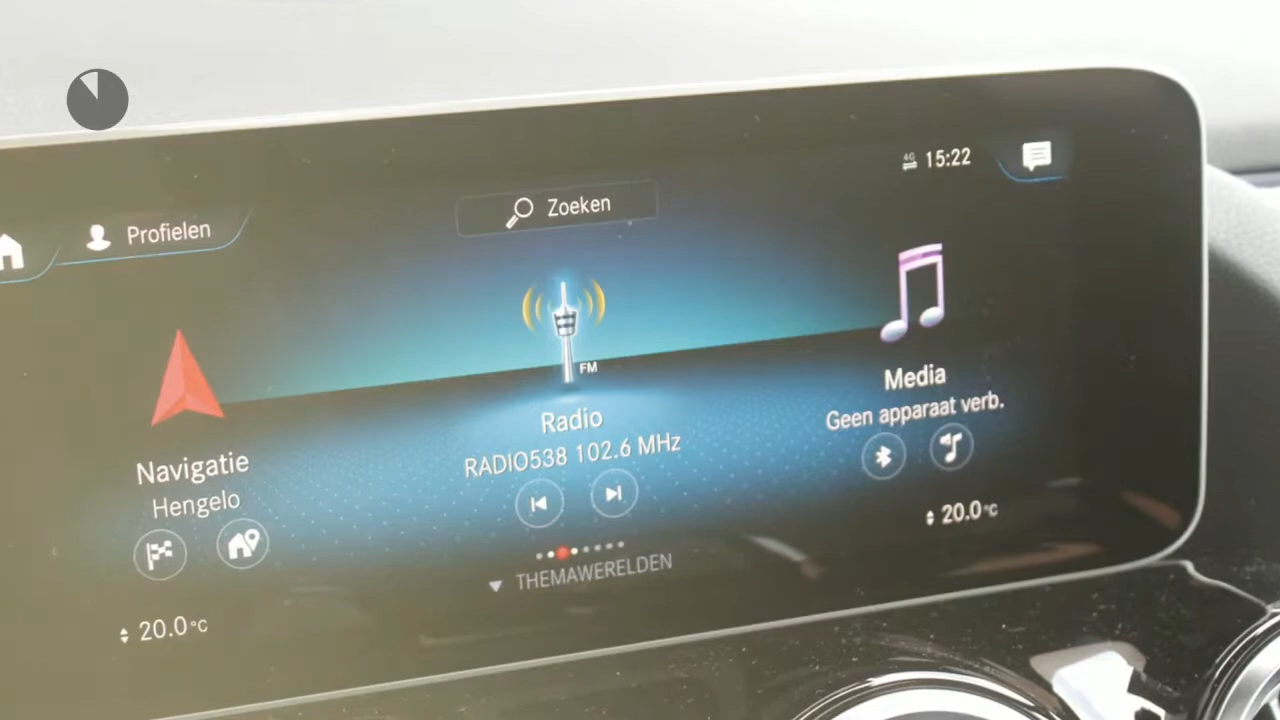 4G 15:22
Zoeken
Profielen
FM
Navigatie
Hengelo
Radio
RADIO538 102.6 MHz
Media
Geen apparaat verb.
THEMAWERELDEN
20.0°C
20.0°C